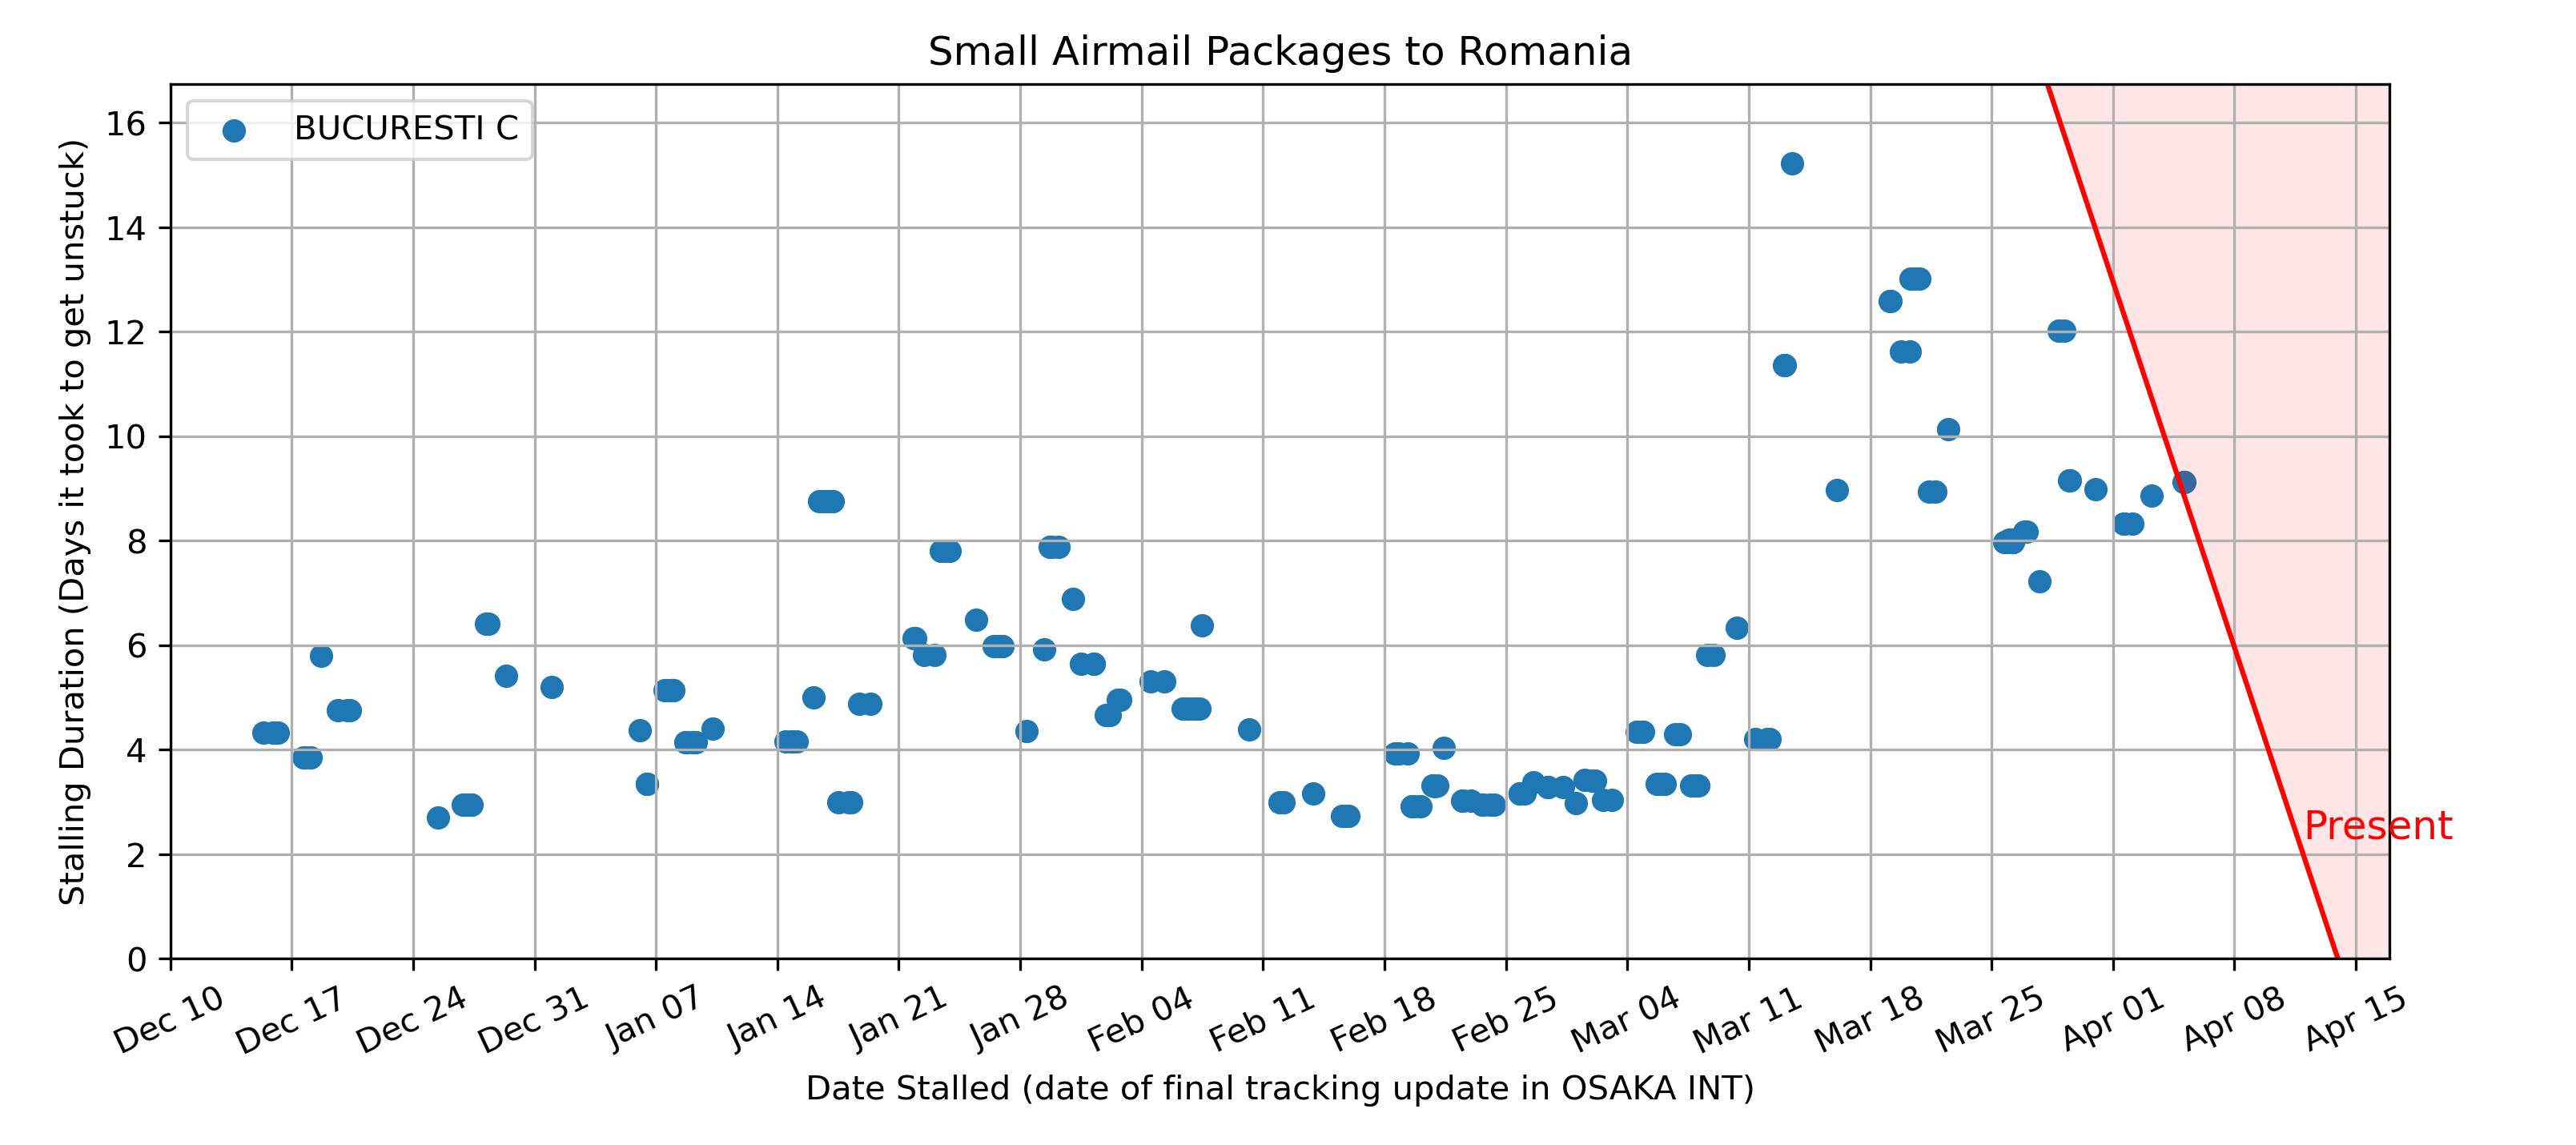 Small Airmail Packages to Romania
BUCURESTI C
Stalling Duration (Days it took to get unstuck)
16
14
12
10
8
6
4
2
0
Present
Dec 10
Dec 17
Dec 24
Dec 31
Jan 07
Jan 14
Jan 21
Jan 28
Feb 04
Feb 11
Feb 18
Feb 25
Mar 04
Mar 11
Mar 18
Mar 25
Apr 01
Apr 08
Apr 15
Date Stalled (date of final tracking update in OSAKA INT)